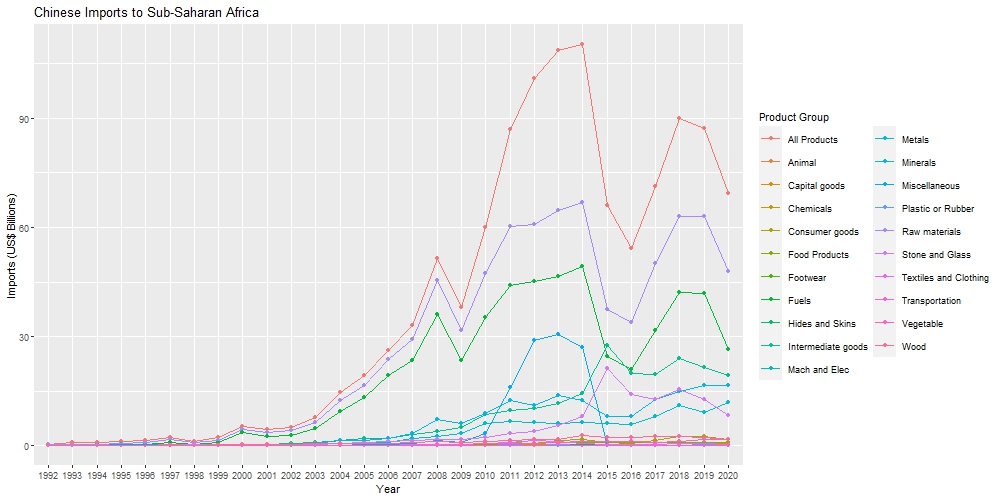 Chinese Imports to Sub-Saharan Africa
Imports (US$ Billions)
90
60
30
0
1992 1993 1994 1995 1996 1997 1998 1999 2000 2001 2002 2003 2004 2005 2006 2007 2008 2009 2010 2011 2012 2013 2014 2015 2016 2017 2018 2019 2020
Year
Product Group
All Products
Animal
Capital goods
Chemicals
Consumer goods
Food Products
Footwear
Fuels
Hides and Skins
Intermediate goods
Mach and Elec
Metals
Minerals
Miscellaneous
Plastic or Rubber
Raw materials
Stone and Glass
Textiles and Clothing
Transportation
Vegetable
Wood